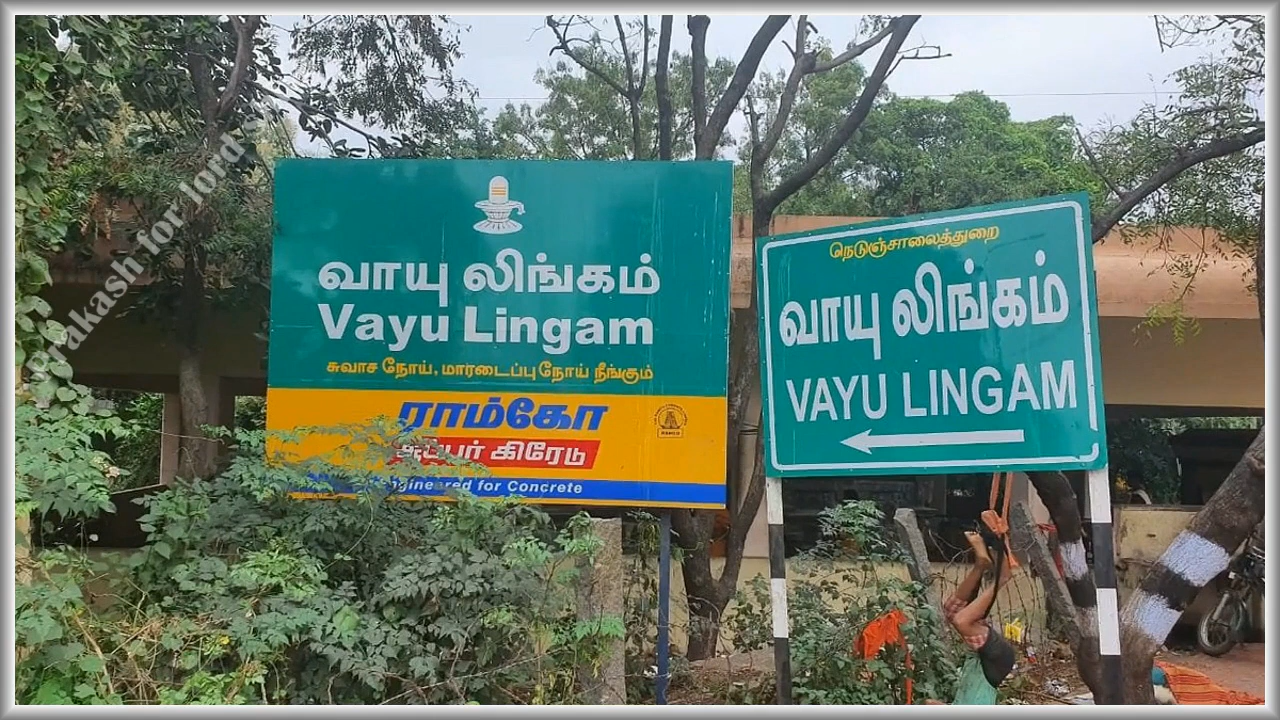 prakash for lord
வாயு லிங்கம்
Vayu Lingam
சுவாச நோய், மாரடைப்பு நோய் நீங்கும்
ராம்கோ
சூப்பர் கிரேடு
Engineered for Concrete
நெடுஞ்சாலைத்துறை
வாயு லிங்கம்
VAYU LINGAM